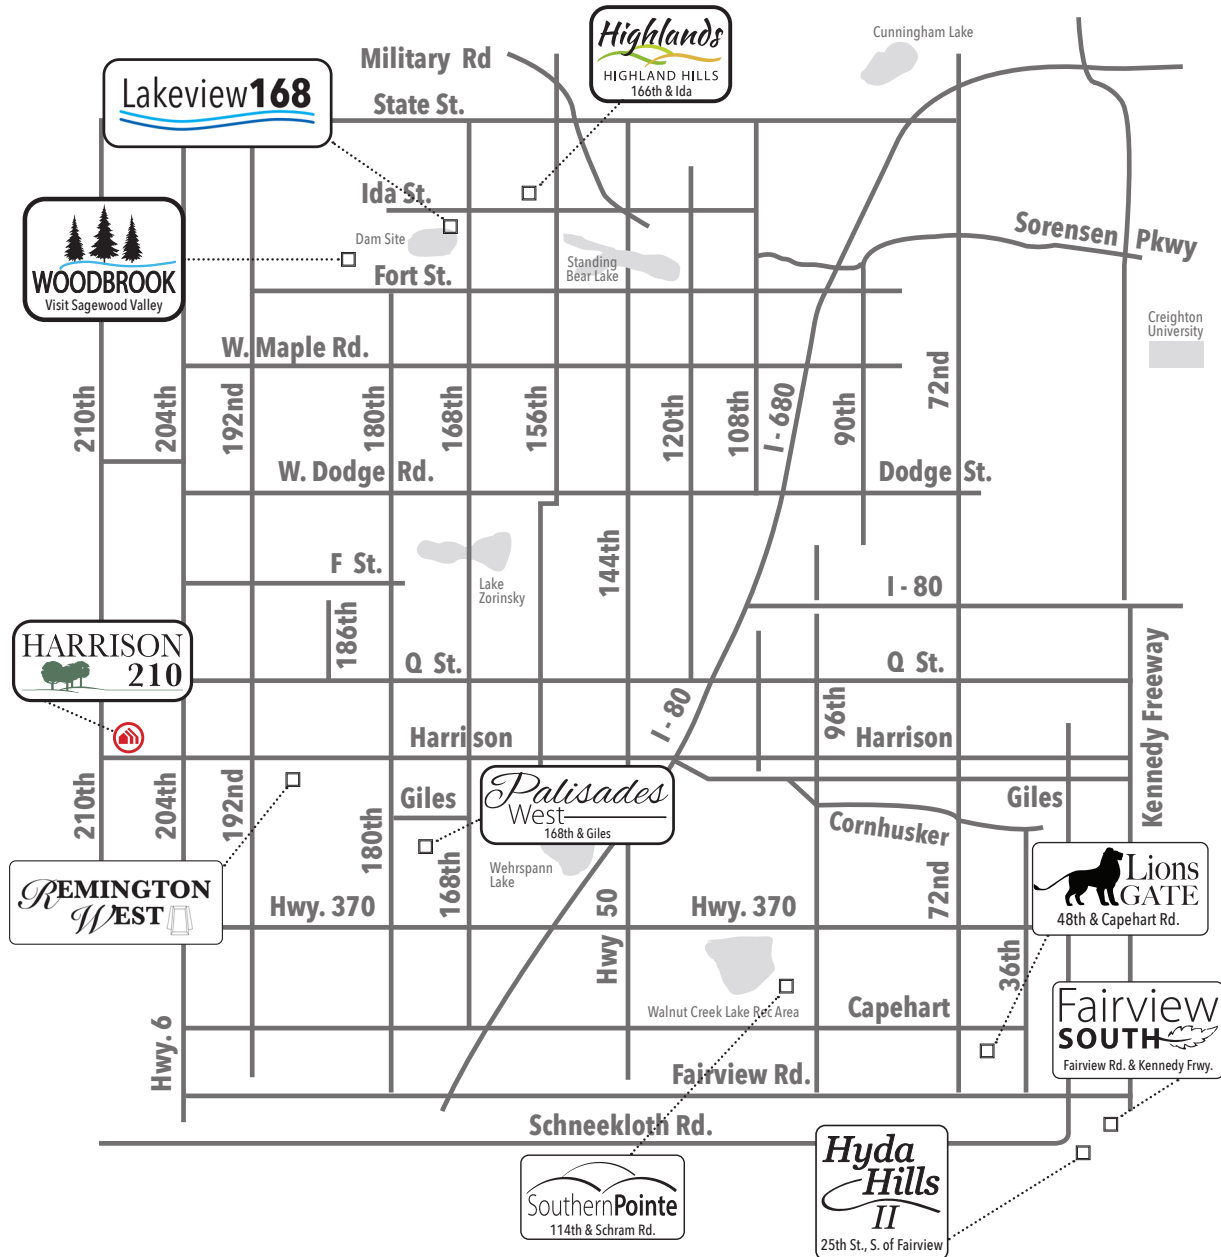 Highlands
HIGHLAND HILLS
166th & Ida
Cunningham Lake
Military Rd
Lakeview168
State St.
Ida St.
WOODBROOK
Visit Sagewood Valley
Dam Site
Standing
Bear Lake
Sorensen Pkwy
Fort St.
Creighton
University
W. Maple Rd.
210th
204th
192nd
180th
168th
156th
120th
108th
I - 680
90th
72nd
W. Dodge Rd.
Dodge St.
F St.
Lake
Zorinsky
144th
I - 80
186th
HARRISON
210
Q St.
Q St.
I - 80
96th
Kennedy Freeway
Harrison
Harrison
210th
204th
192nd
180th
Giles
168th
Palisades
West
168th & Giles
Giles
Cornhusker
Wehrspann
Lake
72nd
Lions
GATE
48th & Capehart Rd.
REMINGTON
WEST
Hwy. 370
Hwy 50
Hwy. 370
36th
Walnut Creek Lake Rec Area
Capehart
Fairview
SOUTH
Fairview Rd. & Kennedy Frwy.
Hwy. 6
Fairview Rd.
Schneekloth Rd.
SouthernPointe
114th & Schram Rd.
Hyda
Hills
II
25th St., S. of Fairview